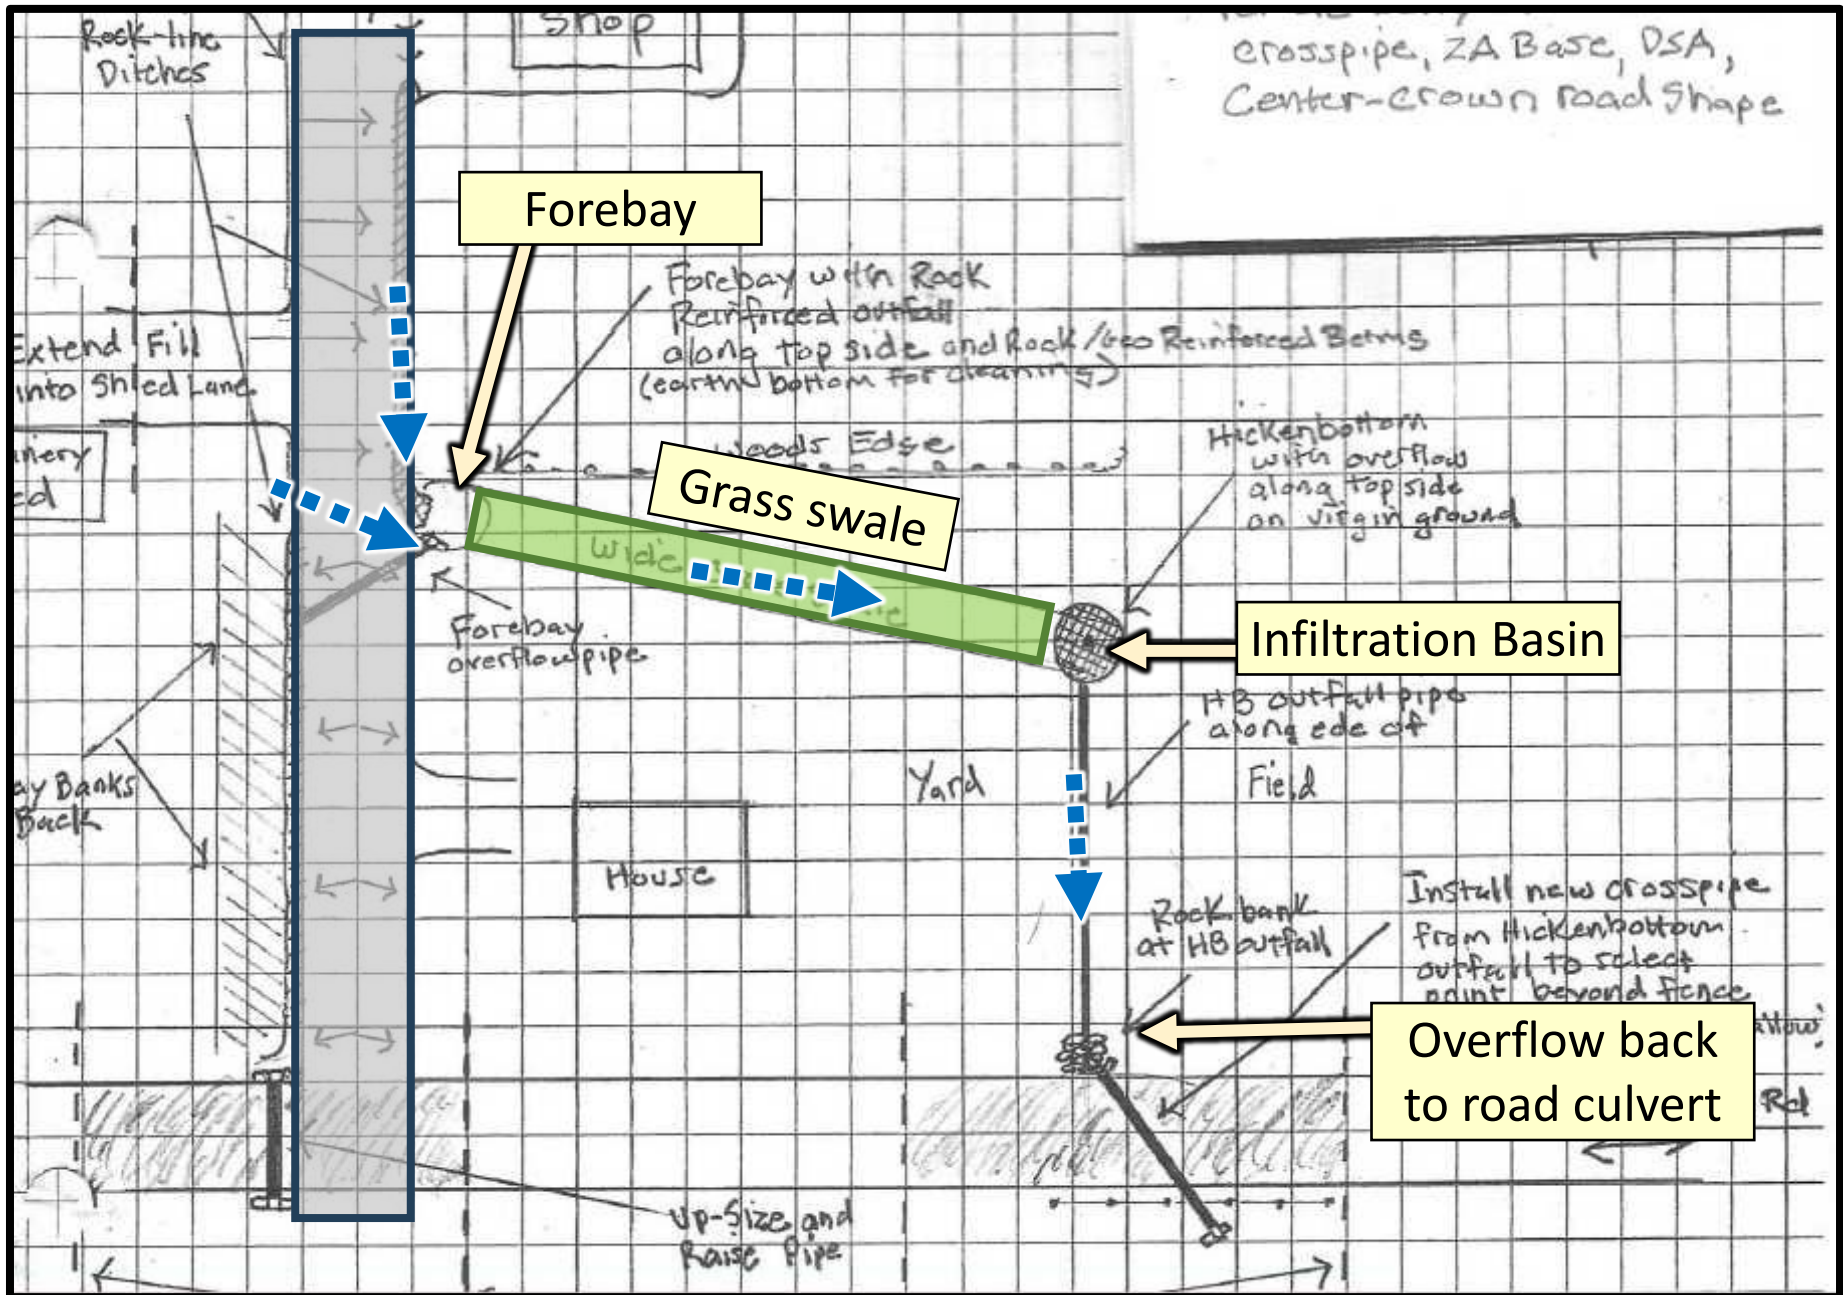 Rock-line
Ditches
Shop
crosspipe, 2A Base, DSA,
Center-crown road Shape
Forebay
Forebay with Rock
Reinforced outfall
along top side and Rock/Geo Reinforced Berms
(earth bottom for cleaning)
Extend Fill
into Shed Lane
Woods Edge
Hickenbottom
with overflow
along top side
on virgin ground
Grass swale
Wide
Forebay
overflow pipe
Infiltration Basin
HB outfall pipe
along ede of
Yard
Field
Banks
Back
House
Rock bank
at HB outfall
Install new crosspipe
from Hickenbottom
outfall to select
point beyond fence
Overflow back
to road culvert
Rd
Up-Size and
Raise Pipe